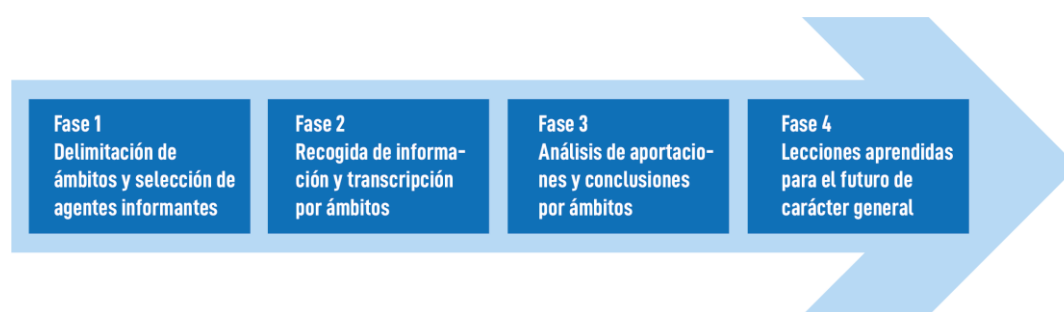 Fase 1
Delimitación de
ámbitos y selección de
agentes informantes
Fase 2
Recogida de informa-
ción y transcripción
por ámbitos
Fase 3
Análisis de aportacio-
nes y conclusiones
por ámbitos
Fase 4
Lecciones aprendidas
para el futuro de
carácter general